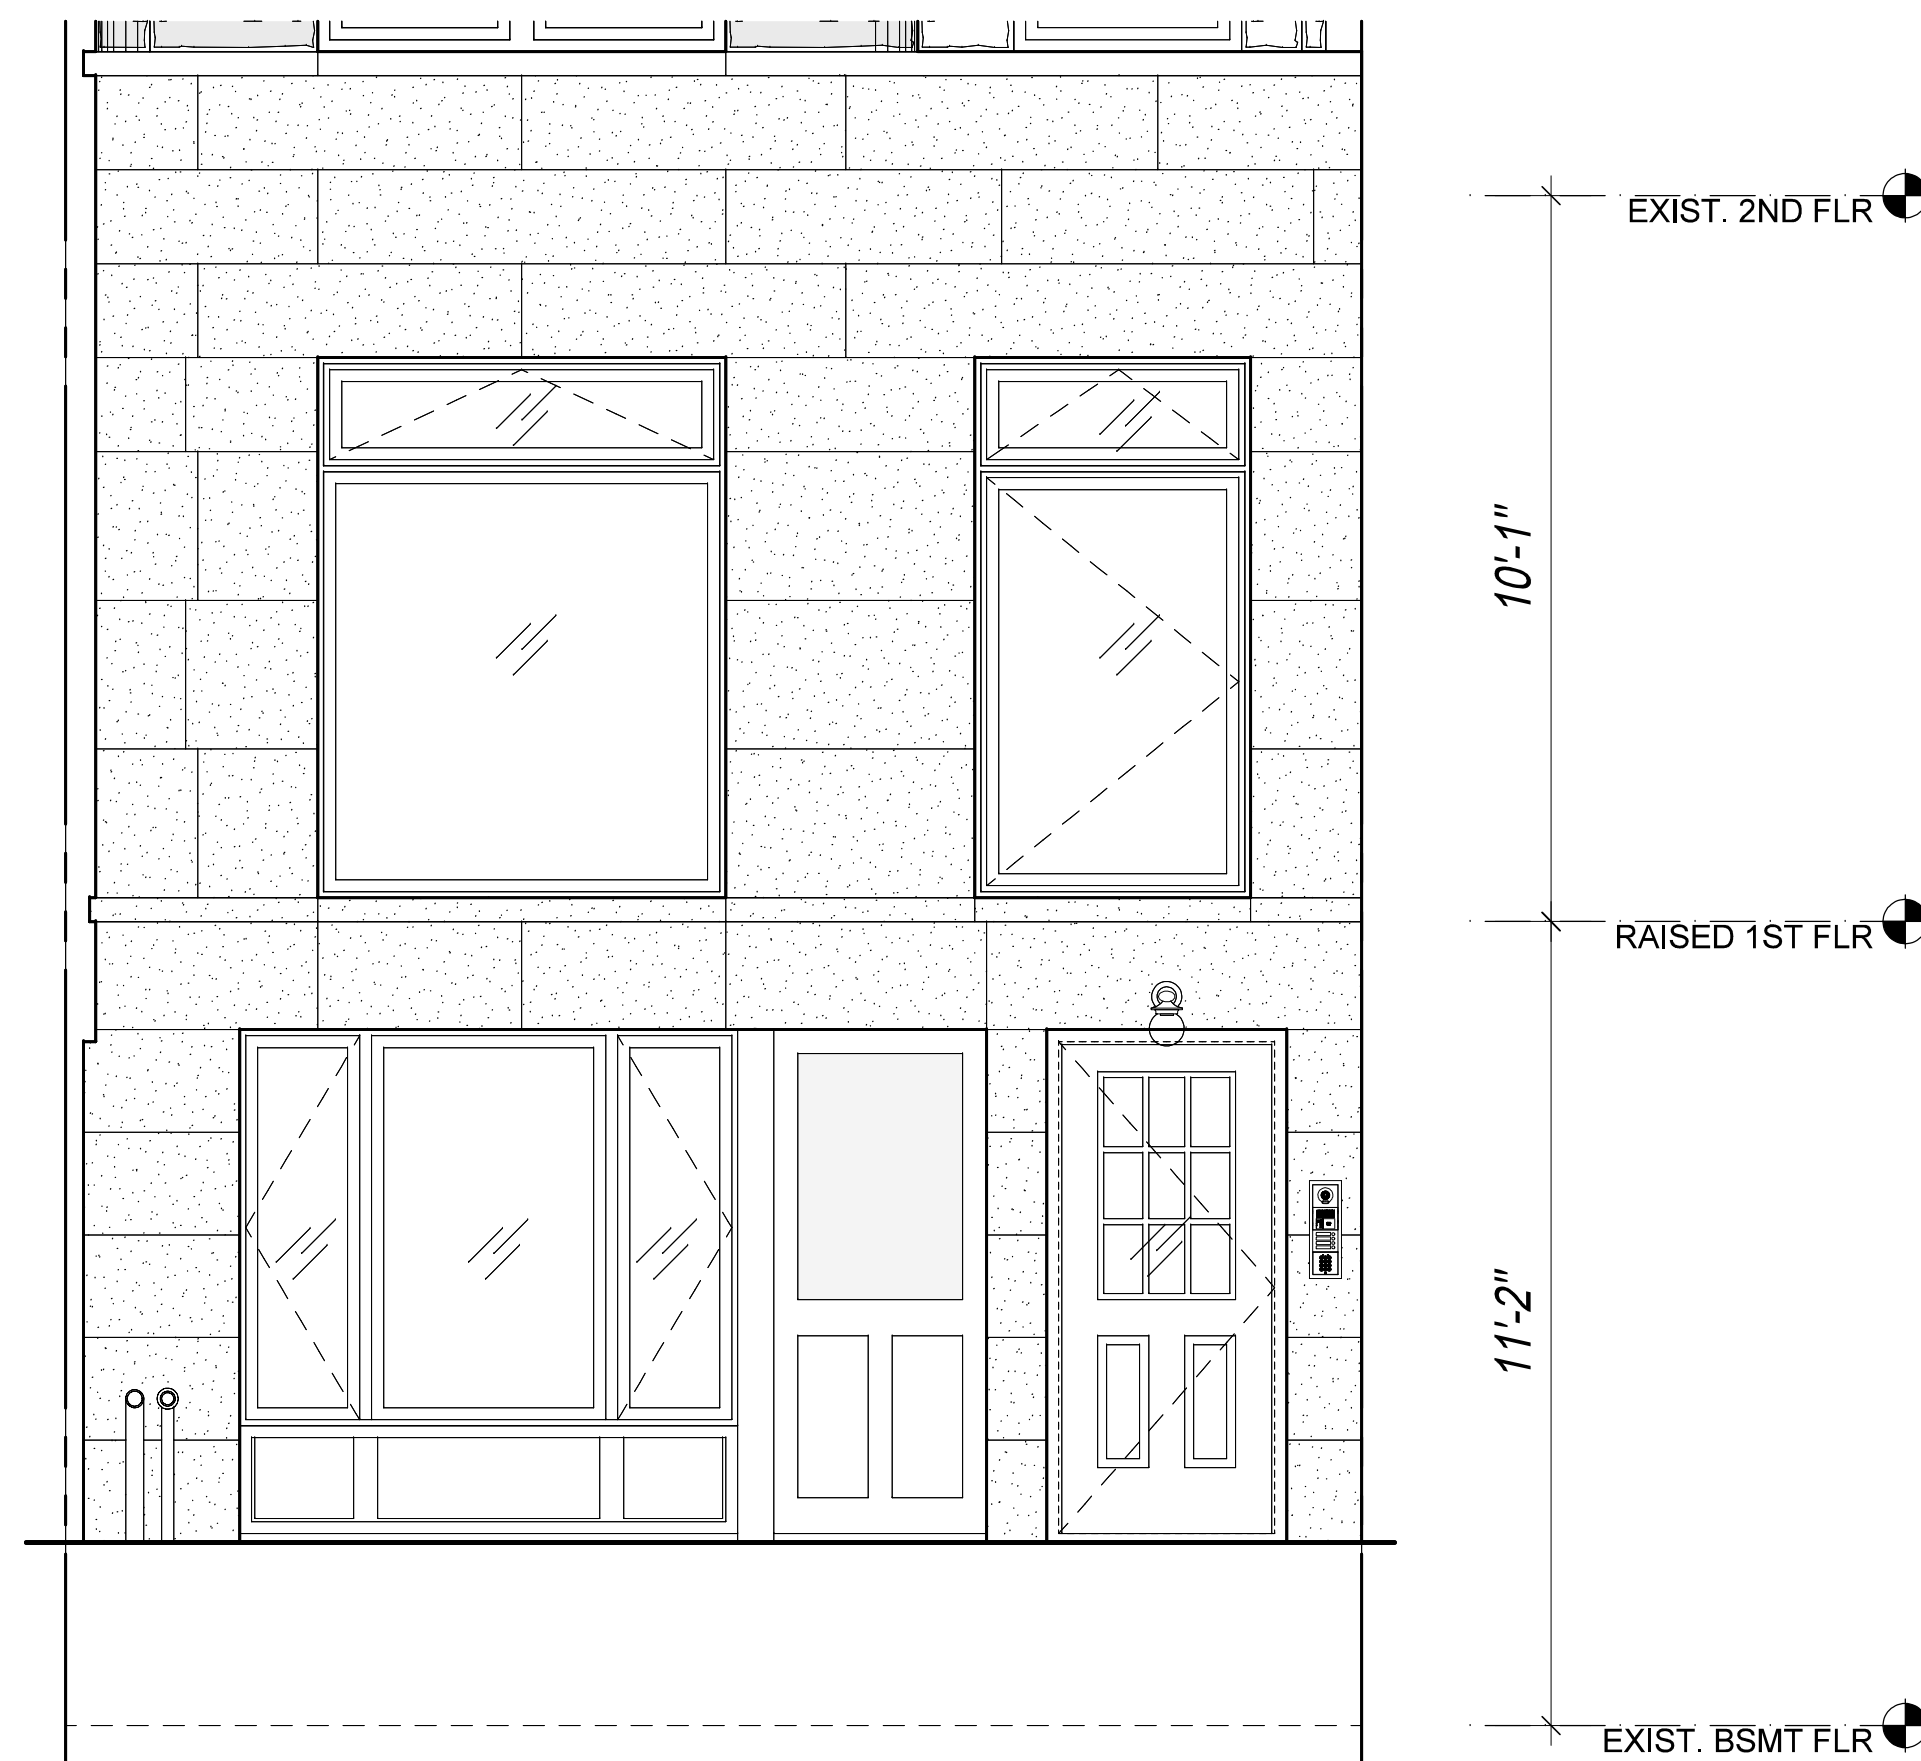 EXIST. 2ND FLR
10'-1"
RAISED 1ST FLR
11'-2"
EXIST. BSMT FLR